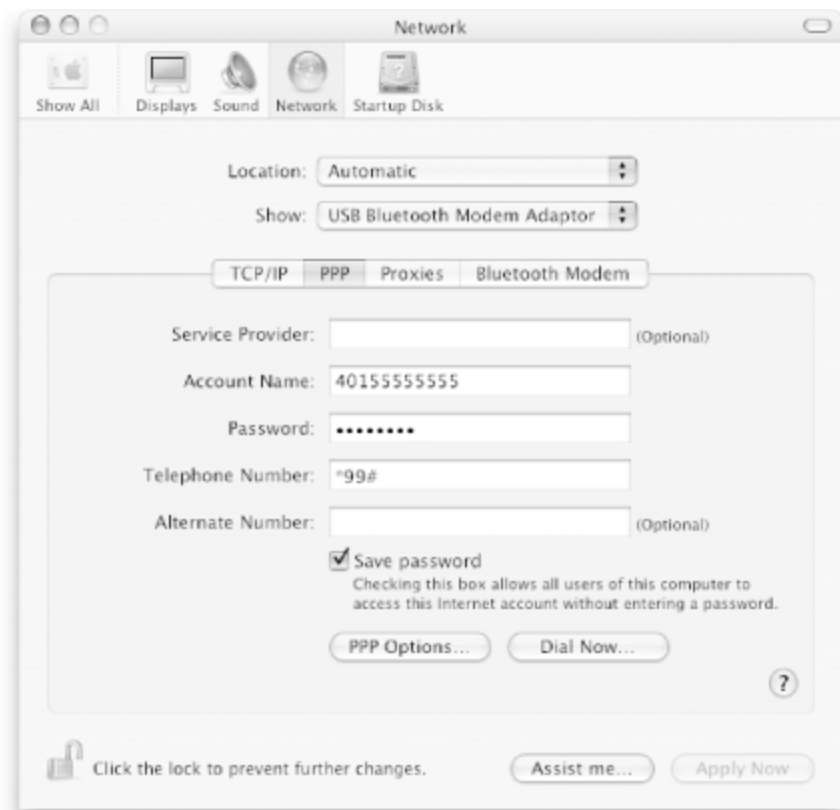 Network
Show All Displays Sound Network Startup Disk
Location: Automatic
Show: USB Bluetooth Modem Adaptor
TCP/IP PPP Proxies Bluetooth Modem
Service Provider: (Optional)
Account Name: 40155555555
Password: ••••••••
Telephone Number: *99#
Alternate Number: (Optional)
Save password
Checking this box allows all users of this computer to
access this Internet account without entering a password.
PPP Options... Dial Now...
?
Click the lock to prevent further changes. Assist me... Apply Now